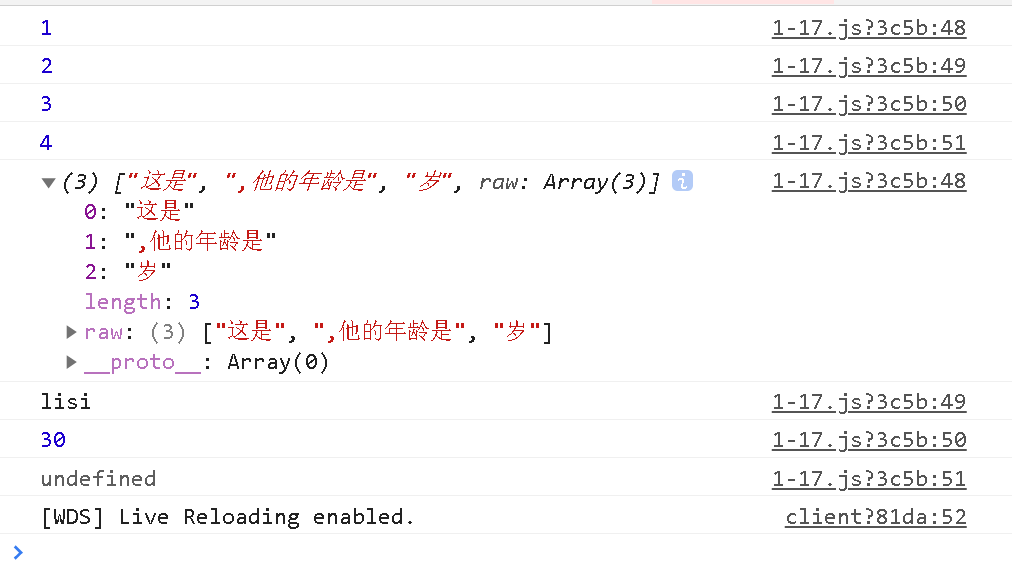 1 1-17.js?3c5b:48
2 1-17.js?3c5b:49
3 1-17.js?3c5b:50
4 1-17.js?3c5b:51
(3) ["这是", ",他的年龄是", "岁", raw: Array(3)] i 1-17.js?3c5b:48
0: "这是"
1: ",他的年龄是"
2: "岁"
length: 3
raw: (3) ["这是", ",他的年龄是", "岁"]
__proto__: Array(0)
lisi 1-17.js?3c5b:49
30 1-17.js?3c5b:50
undefined 1-17.js?3c5b:51
[WDS] Live Reloading enabled. client?81da:52